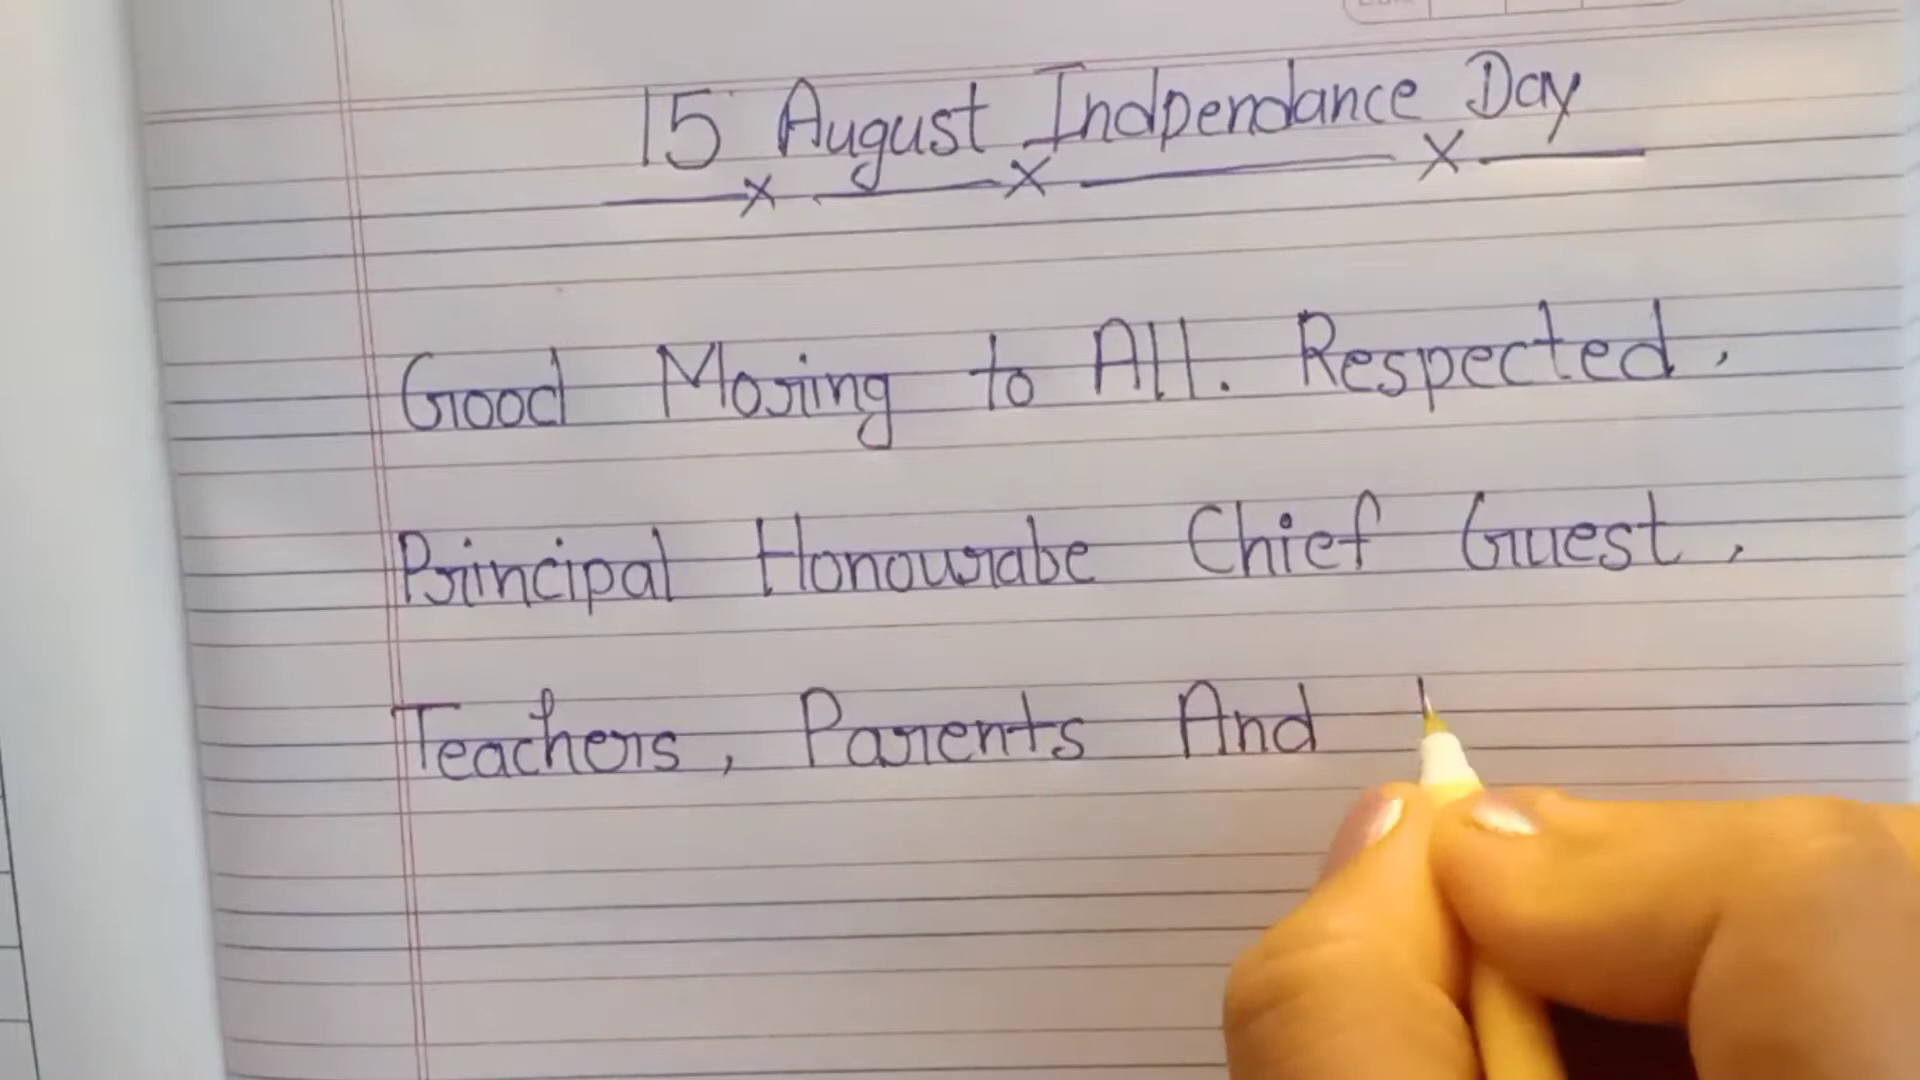 15 August Indpendance Day
Good Moring to All. Respected,
Principal Honourabe Chief Guest,
Teachers, Parents And